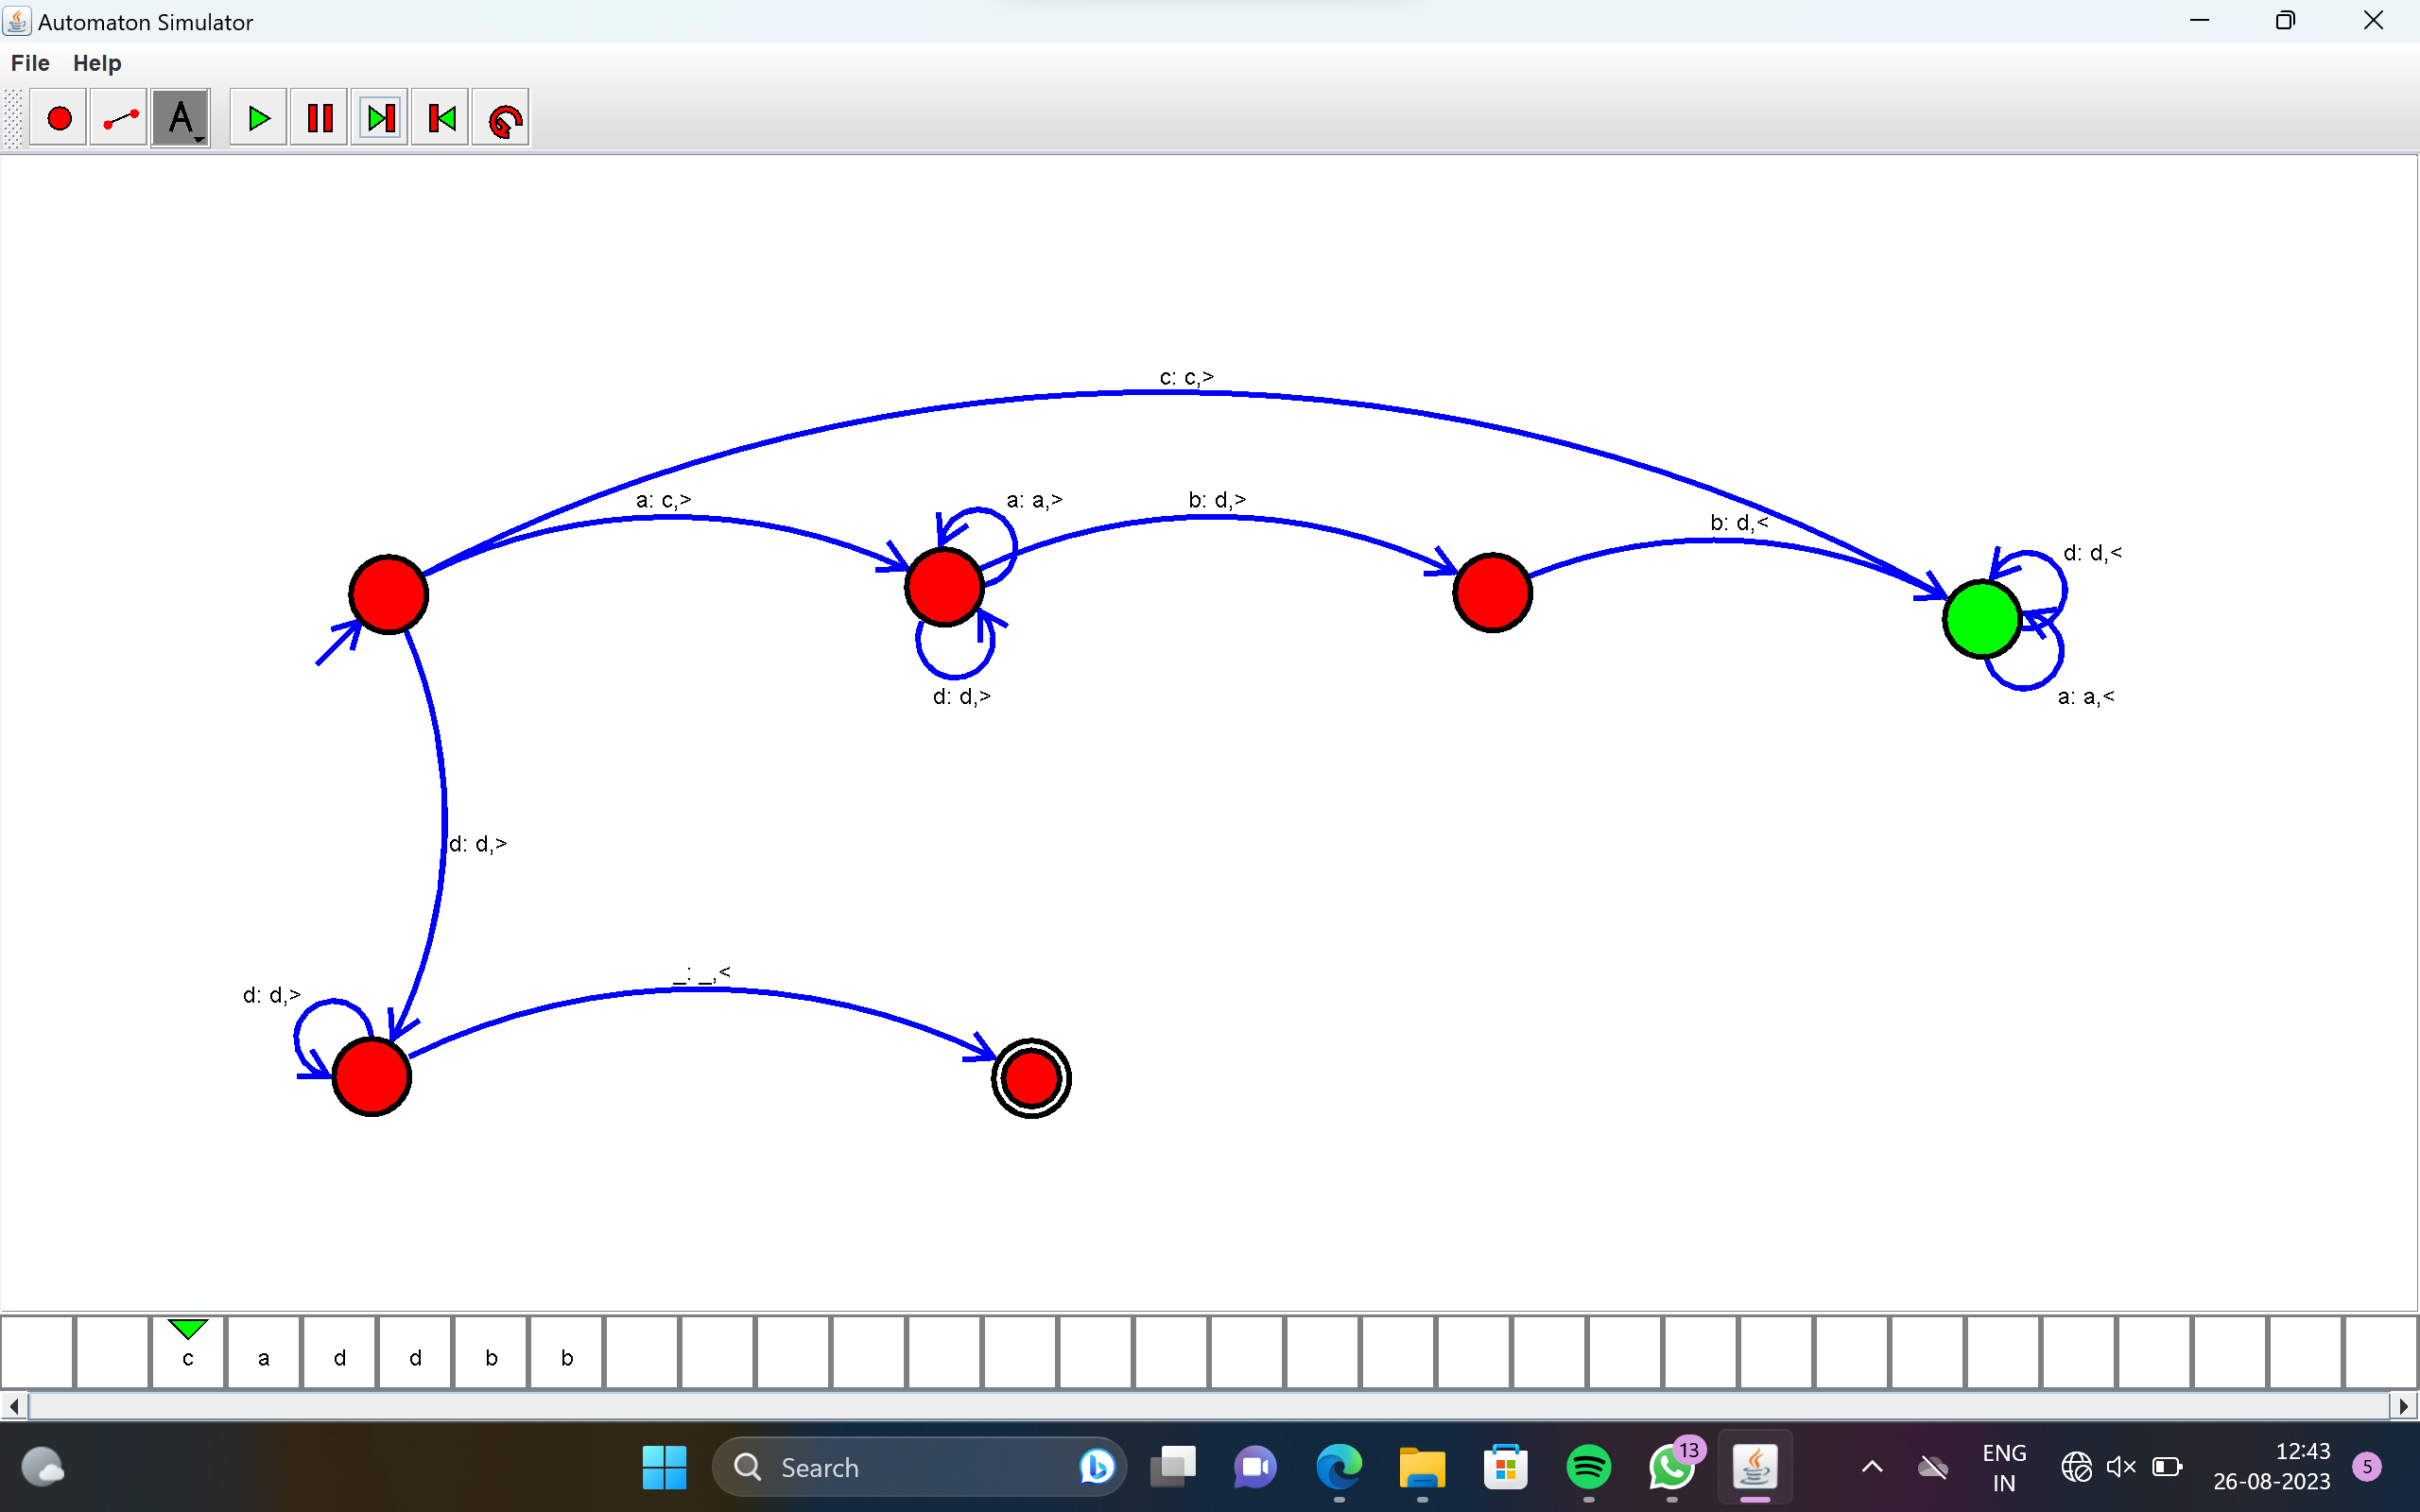 Automaton Simulator
File Help
A
c: c,>
a: c,>
a: a,>
b: d,>
b: d,<
d: d,<
d: d,>
a: a,<
d: d,>
_: _,<
d: d,>
c a d d b b
Search
13
ENG
IN
12:43
26-08-2023
5